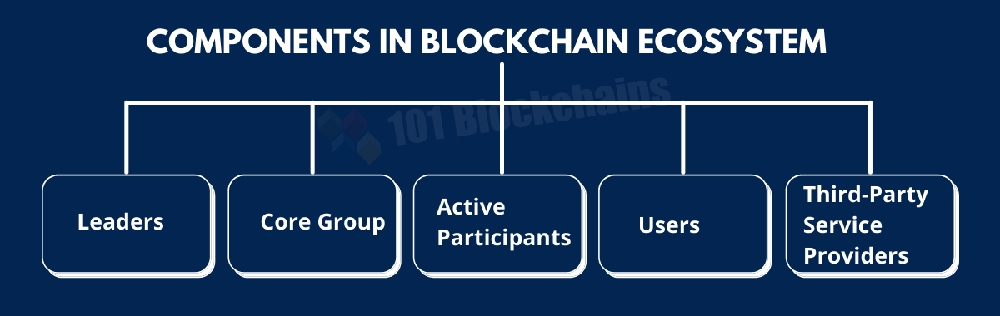 COMPONENTS IN BLOCKCHAIN ECOSYSTEM
101 Blockchains
Leaders
Core Group
Active
Participants
Users
Third-Party
Service
Providers